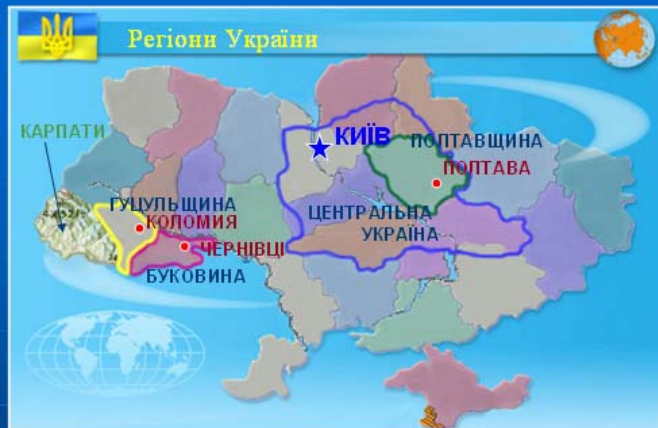 Регіони України
КИЇВ
КАРПАТИ
ПОЛТАВЩИНА
ПОЛТАВА
ГУЦУЛЬЩИНА
КОЛОМИЯ
ЦЕНТРАЛЬНА
УКРАЇНА
ЧЕРНІВЦІ
БУКОВИНА